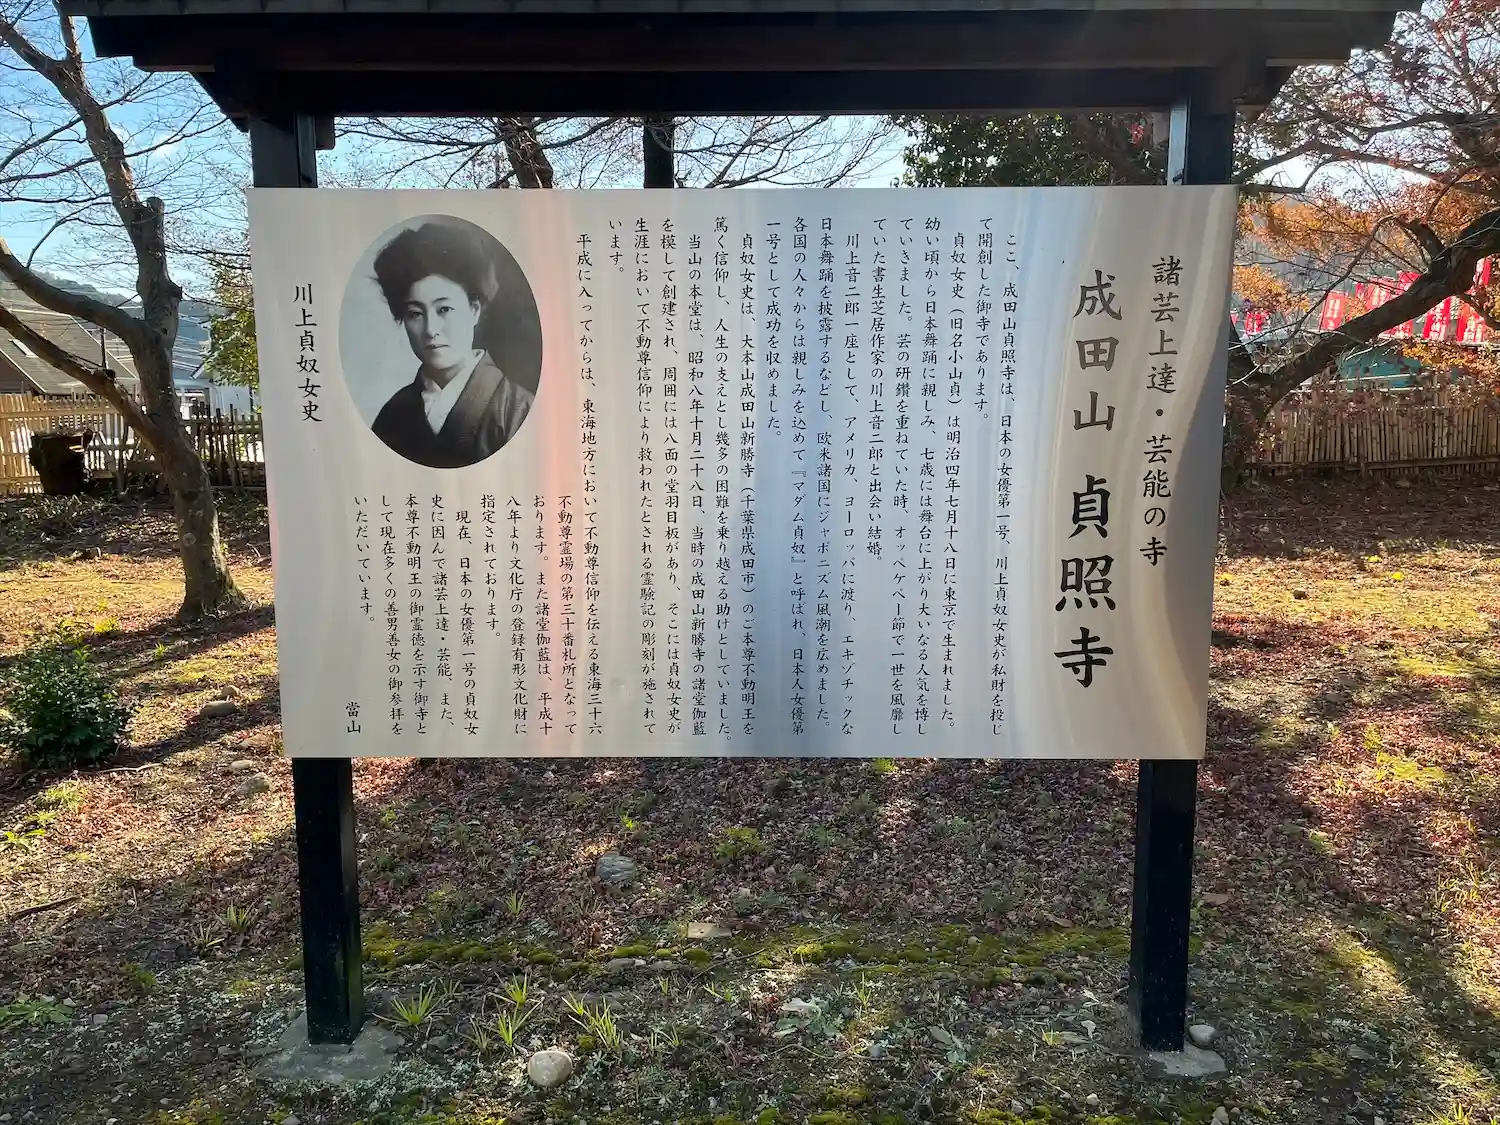 諸芸上達・芸能の寺
成田山 貞照寺
ここ、成田山貞照寺は、日本の女優第一号、川上貞奴女史が私財を投じ
て開創した御寺であります。
貞奴女史(旧名小山貞)は明治四年七月十八日に東京で生まれました。
幼い頃から日本舞踊に親しみ、七歳には舞台に上がり大いなる人気を博し
ていきました。芸の研鑽を重ねていた時、オッペケペー節で一世を風靡し
ていた書生芝居作家の川上音二郎と出会い結婚。
川上音二郎一座として、アメリカ、ヨーロッパに渡り、エキゾチックな
日本舞踊を披露するなどし、欧米諸国にジャポニズム風潮を広めました。
各国の人々からは親しみを込めて『マダム貞奴』と呼ばれ、日本人女優第
一号として成功を収めました。
貞奴女史は、大本山成田山新勝寺(千葉県成田市)のご本尊不動明王を
篤く信仰し、人生の支えとし幾多の困難を乗り越える助けとしていました。
当山の本堂は、昭和八年十月二十八日、当時の成田山新勝寺の諸堂伽藍
を模して創建され、周囲には八面の堂羽目板があり、そこには貞奴女史が
生涯において不動尊信仰により救われたとされる霊験記の彫刻が施されて
います。
平成に入ってからは、東海地方において不動尊信仰を伝える東海三十六
不動尊霊場の第三十番札所となって
おります。また諸堂伽藍は、平成十
八年より文化庁の登録有形文化財に
指定されております。
現在、日本の女優第一号の貞奴女
史に因んで諸芸上達・芸能、また、
本尊不動明王の御霊徳を示す御寺と
して現在多くの善男善女の御参拝を
いただいています。
當山
川上貞奴女史